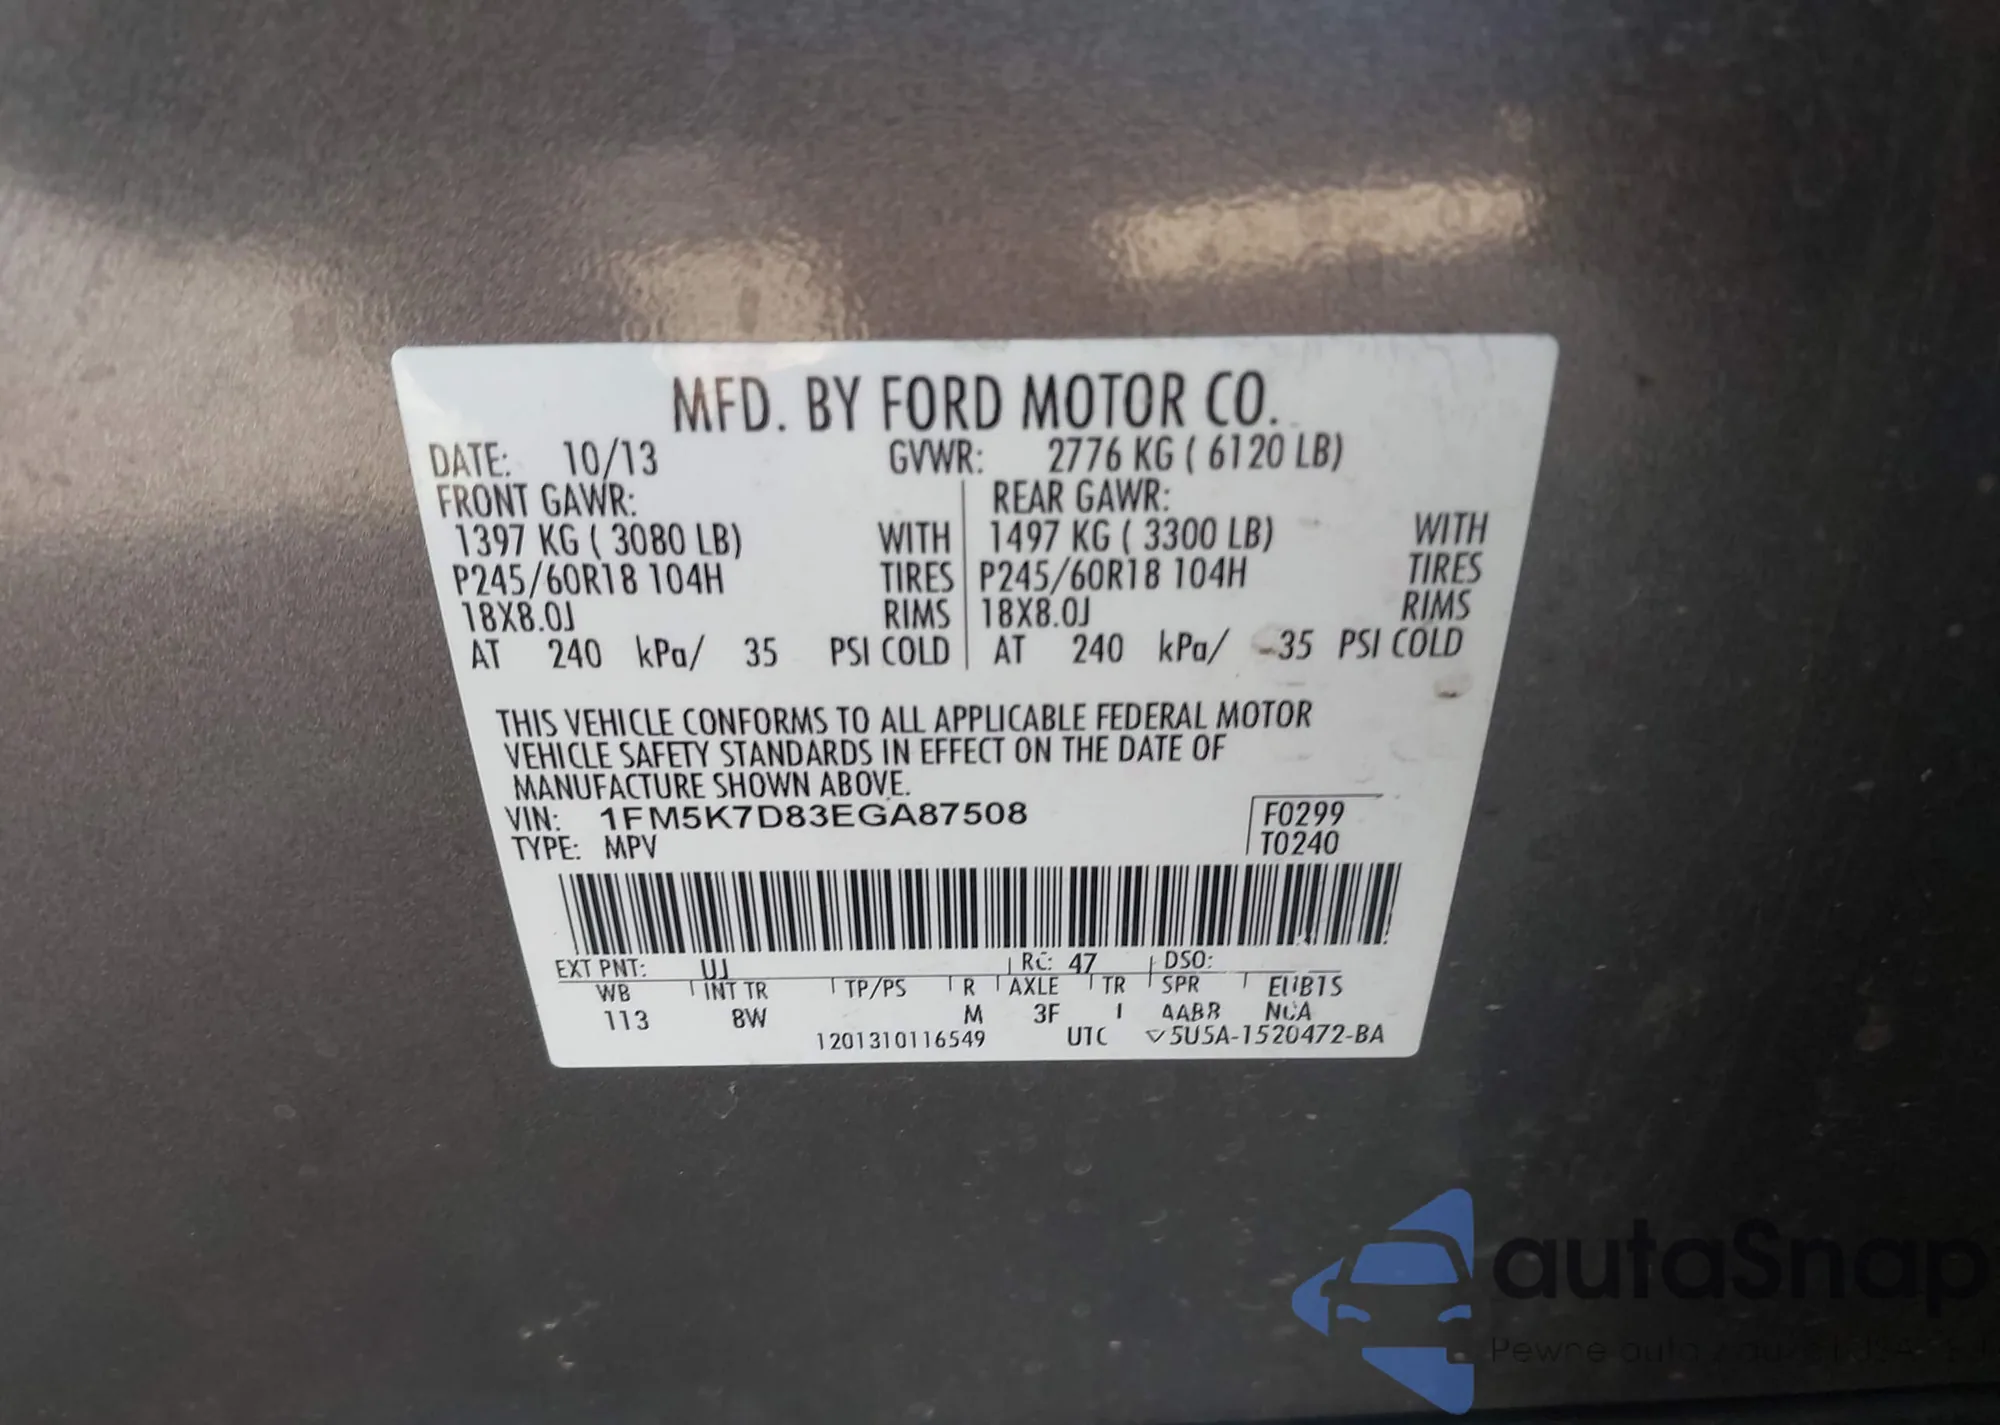 MFD. BY FORD MOTOR CO.
DATE: 10/13 GVWR: 2776 KG ( 6120 LB)
FRONT GAWR: REAR GAWR:
1397 KG ( 3080 LB) WITH 1497 KG ( 3300 LB) WITH
P245/60R18 104H TIRES P245/60R18 104H TIRES
18X8.0J RIMS 18X8.0J RIMS
AT 240 kPa/ 35 PSI COLD AT 240 kPa/ 35 PSI COLD
THIS VEHICLE CONFORMS TO ALL APPLICABLE FEDERAL MOTOR
VEHICLE SAFETY STANDARDS IN EFFECT ON THE DATE OF
MANUFACTURE SHOWN ABOVE.
VIN: 1FM5K7D83EGA87508 F0299
TYPE: MPV T0240
EXT PNT: UJ RC: 47 DSO:
WB INT TR TP/PS R AXLE TR SPR
113 8W M 3F AABB
1201310116549 UTC 5U5A-1520472-BA
autaSnap
Pewne auta z